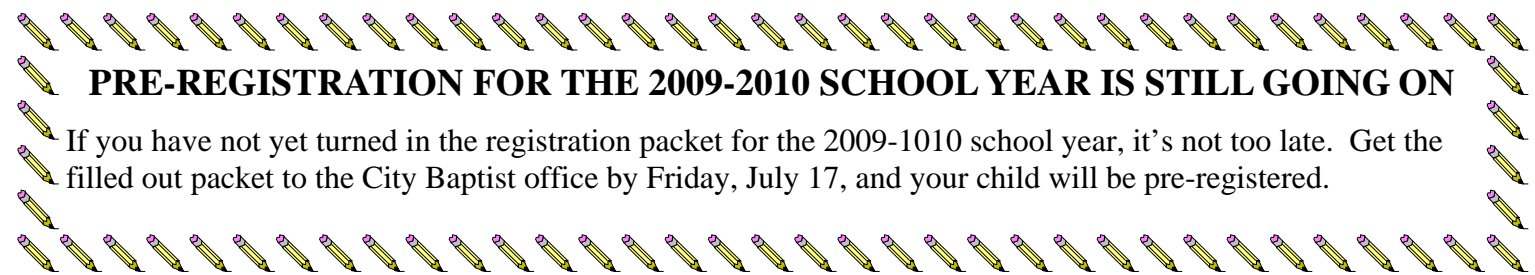 PRE-REGISTRATION FOR THE 2009-2010 SCHOOL YEAR IS STILL GOING ON
If you have not yet turned in the registration packet for the 2009-1010 school year, it’s not too late.  Get the
filled out packet to the City Baptist office by Friday, July 17, and your child will be pre-registered.